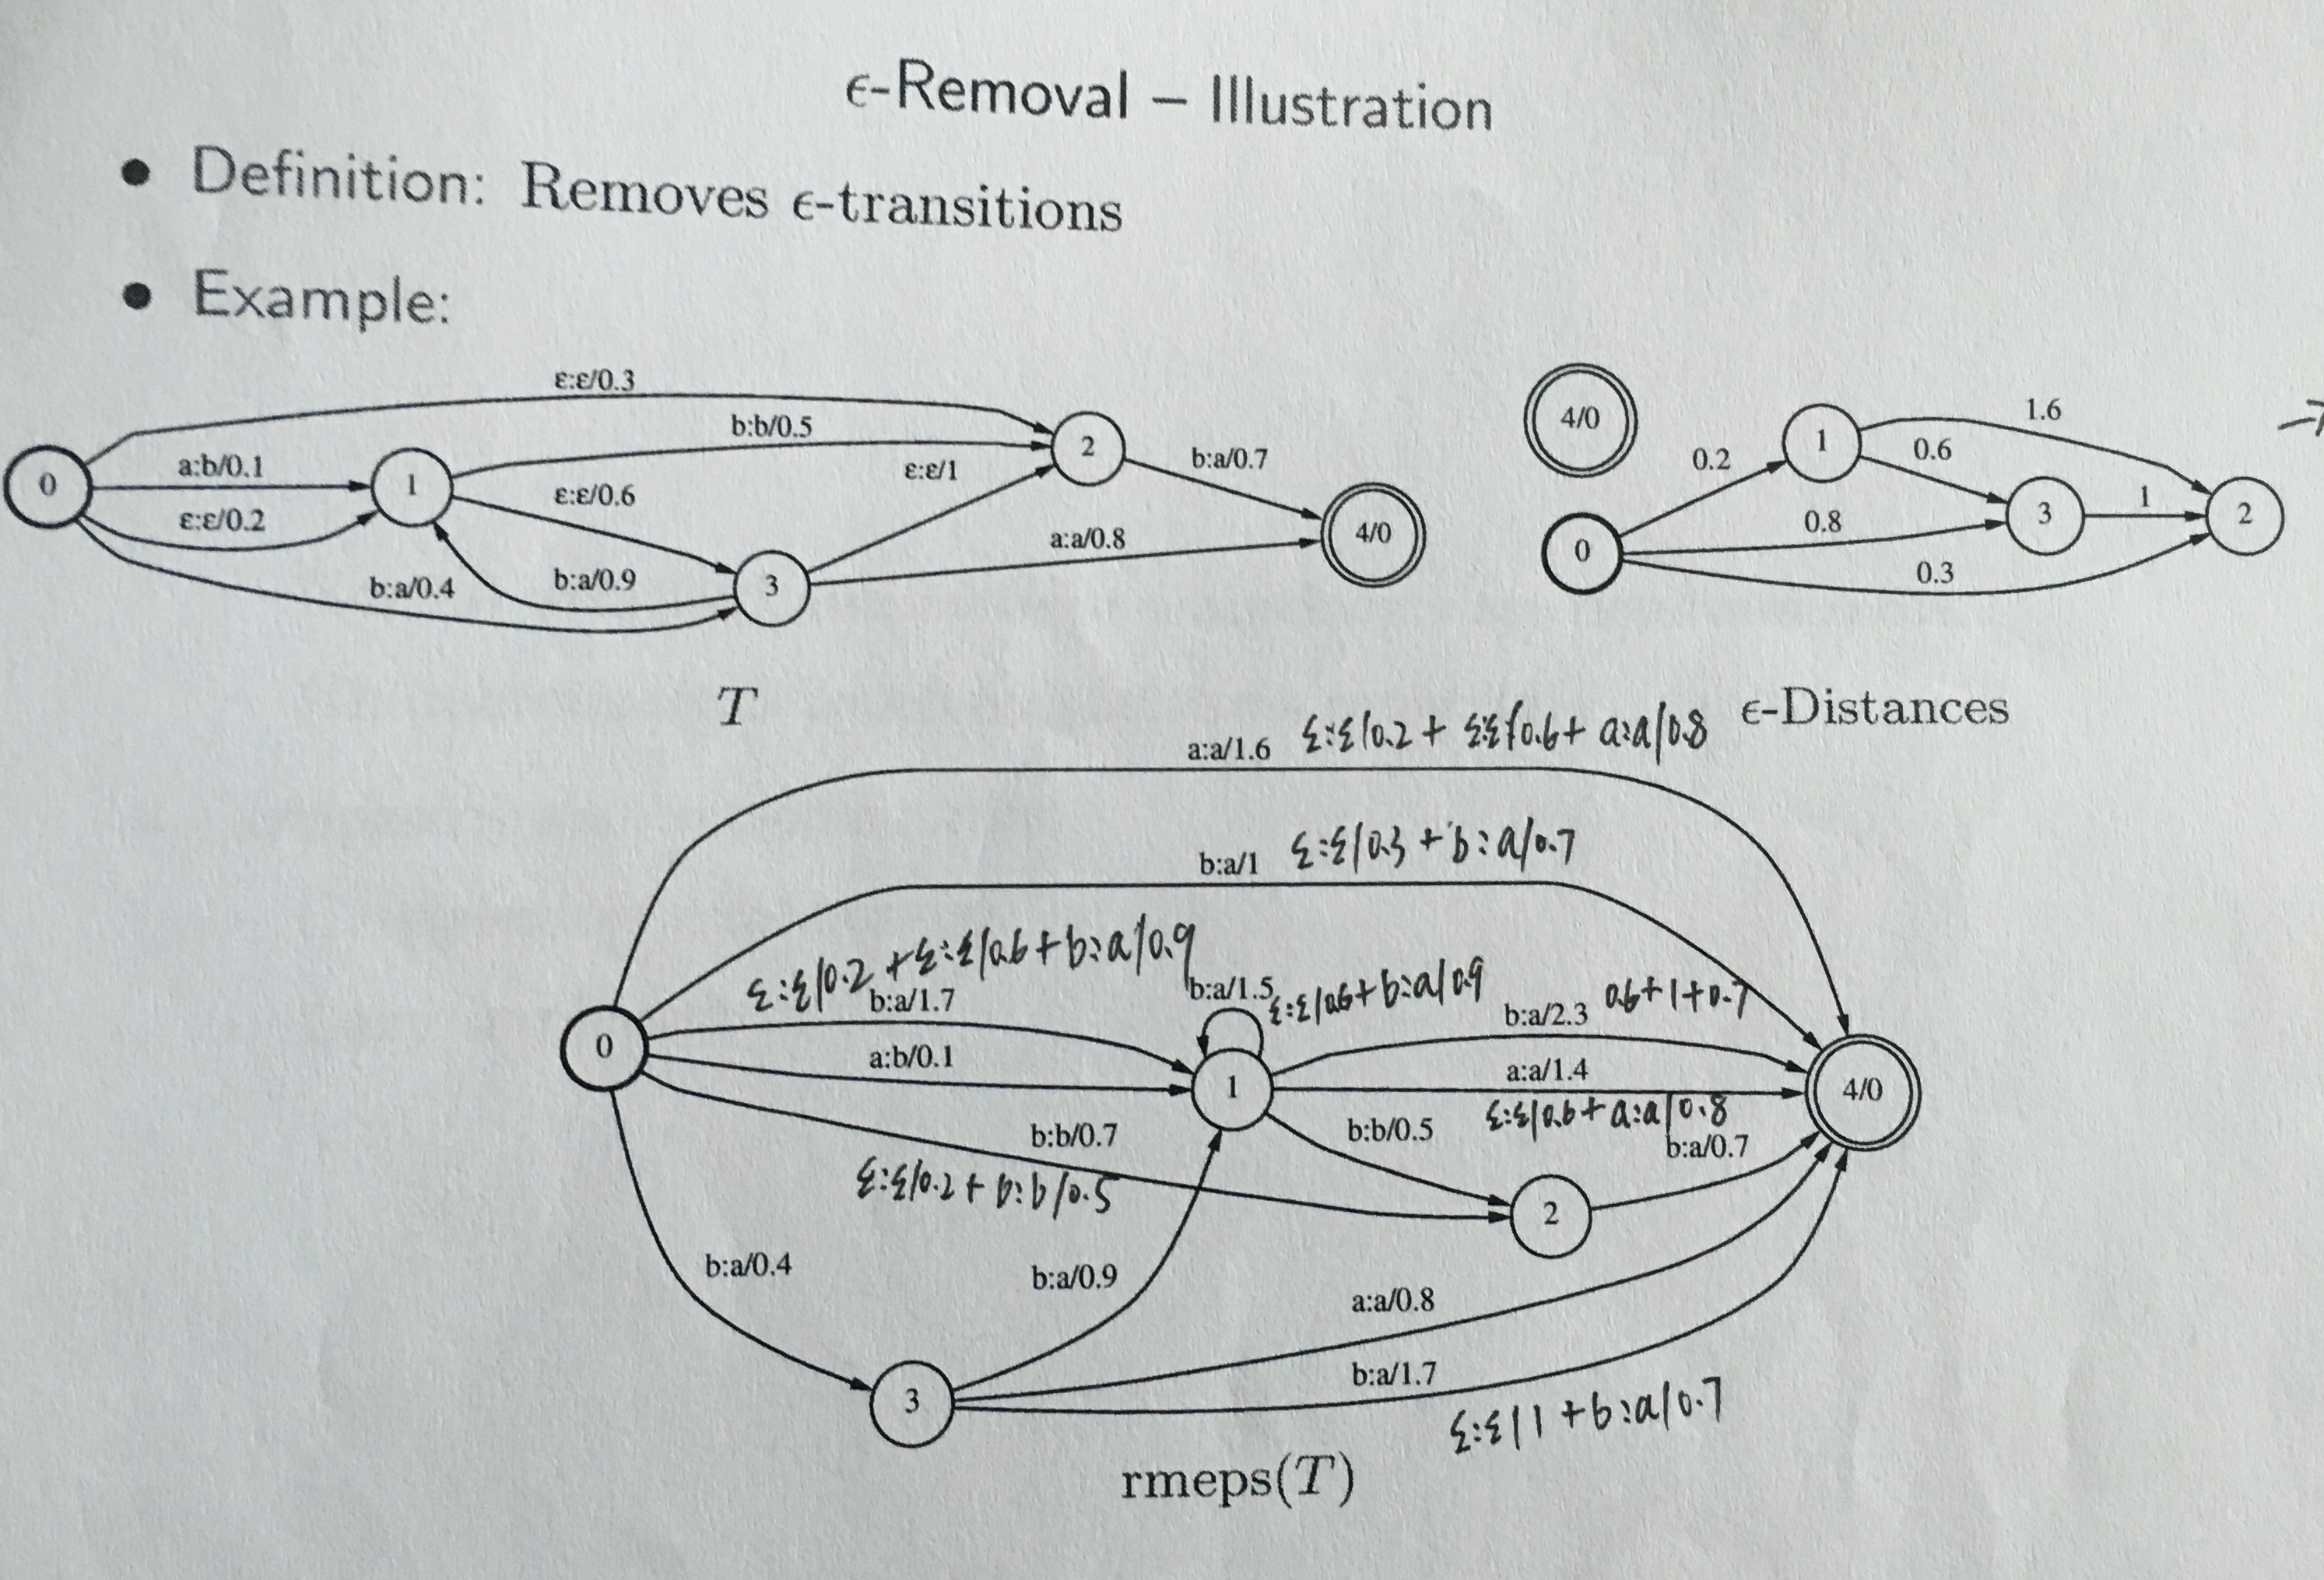 ϵ-Removal – Illustration
● Definition: Removes ϵ-transitions
● Example:
ε:ε/0.3
b:b/0.5
a:b/0.1
ε:ε/0.2
ε:ε/0.6
ε:ε/1
b:a/0.7
a:a/0.8
b:a/0.9
b:a/0.4
0
1
2
3
4/0
T
4/0
0
1
3
2
0.2
1.6
0.6
0.8
1
0.3
ϵ-Distances
a:a/1.6 ε:ε/0.2 + ε:ε/0.6 + a:a/0.8
b:a/1 ε:ε/0.3 + b:a/0.7
ε:ε/0.2 + ε:ε/0.6 + b:a/0.9
b:a/1.7
b:a/1.5 ε:ε/0.6 + b:a/0.9
b:a/2.3 0.6+1+0.7
a:b/0.1
a:a/1.4
ε:ε/0.6 + a:a/0.8
b:b/0.7
ε:ε/0.2 + b:b/0.5
b:b/0.5
b:a/0.7
b:a/0.4
b:a/0.9
a:a/0.8
b:a/1.7
ε:ε/1 + b:a/0.7
0
1
4/0
2
3
rmeps(T)